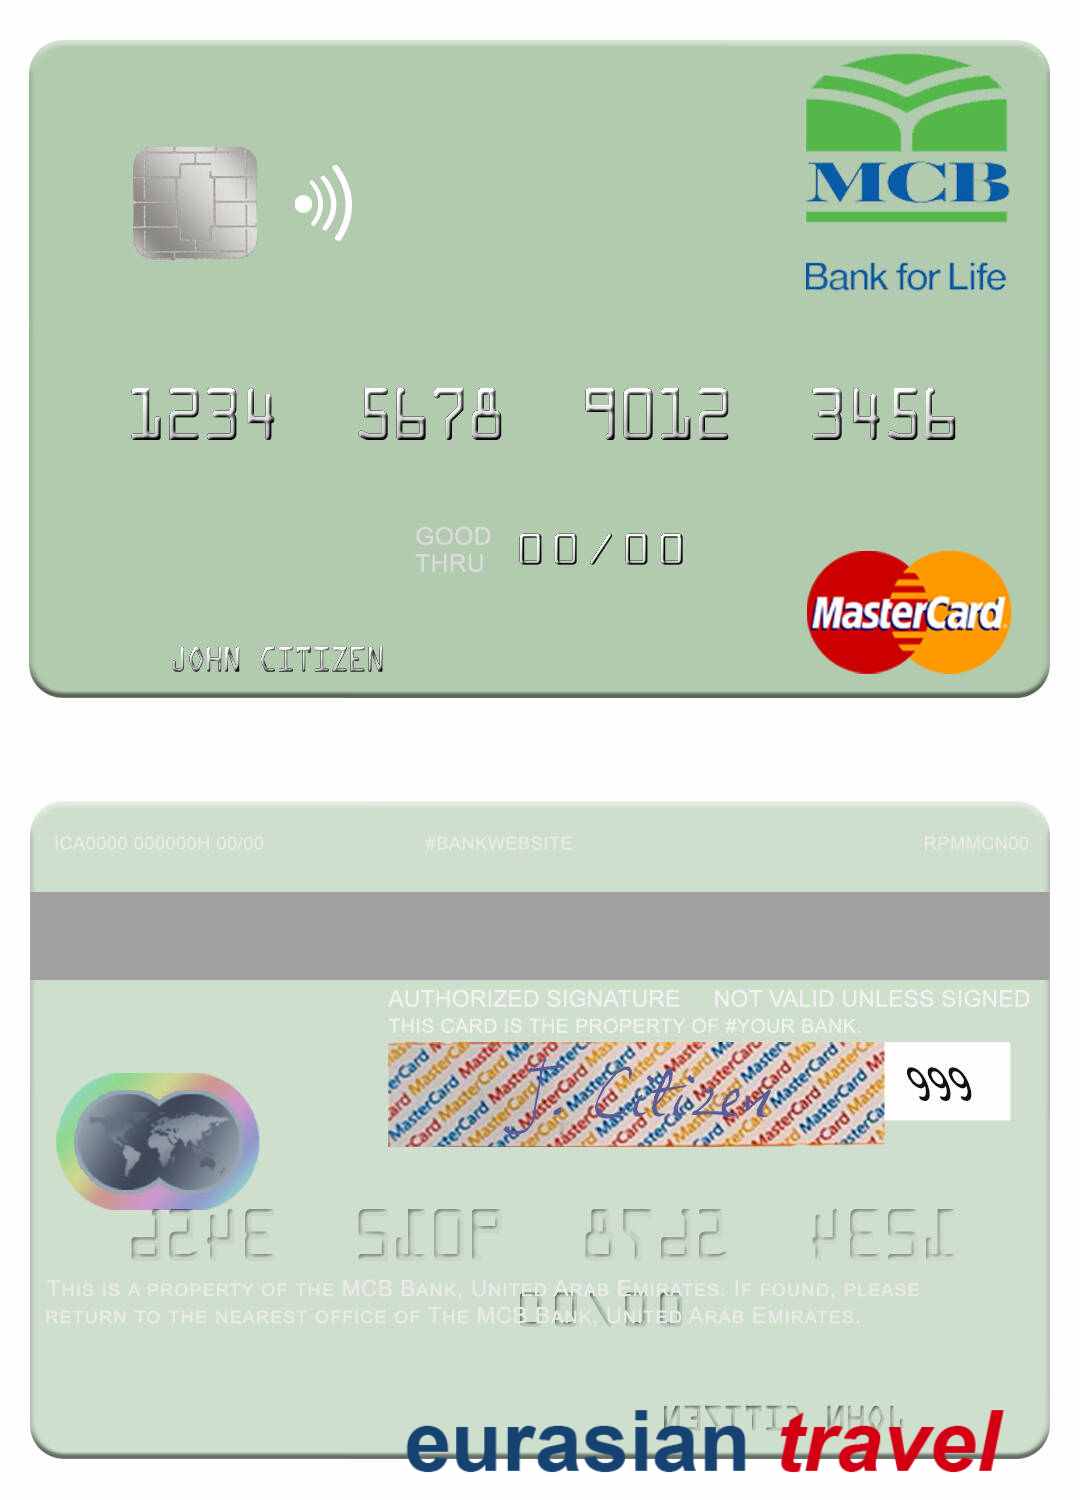 MCB
Bank for Life
1234 5678 9012 3456
GOOD
THRU 00/00
MasterCard
JOHN CITIZEN
ICA0000 000000H 00/00 #BANKWEBSITE RPMMCN00
AUTHORIZED SIGNATURE NOT VALID UNLESS SIGNED
THIS CARD IS THE PROPERTY OF #YOUR BANK.
J. Citizen 999
THIS IS A PROPERTY OF THE MCB BANK, UNITED ARAB EMIRATES. IF FOUND, PLEASE
RETURN TO THE NEAREST OFFICE OF THE MCB BANK, UNITED ARAB EMIRATES.
eurasian travel